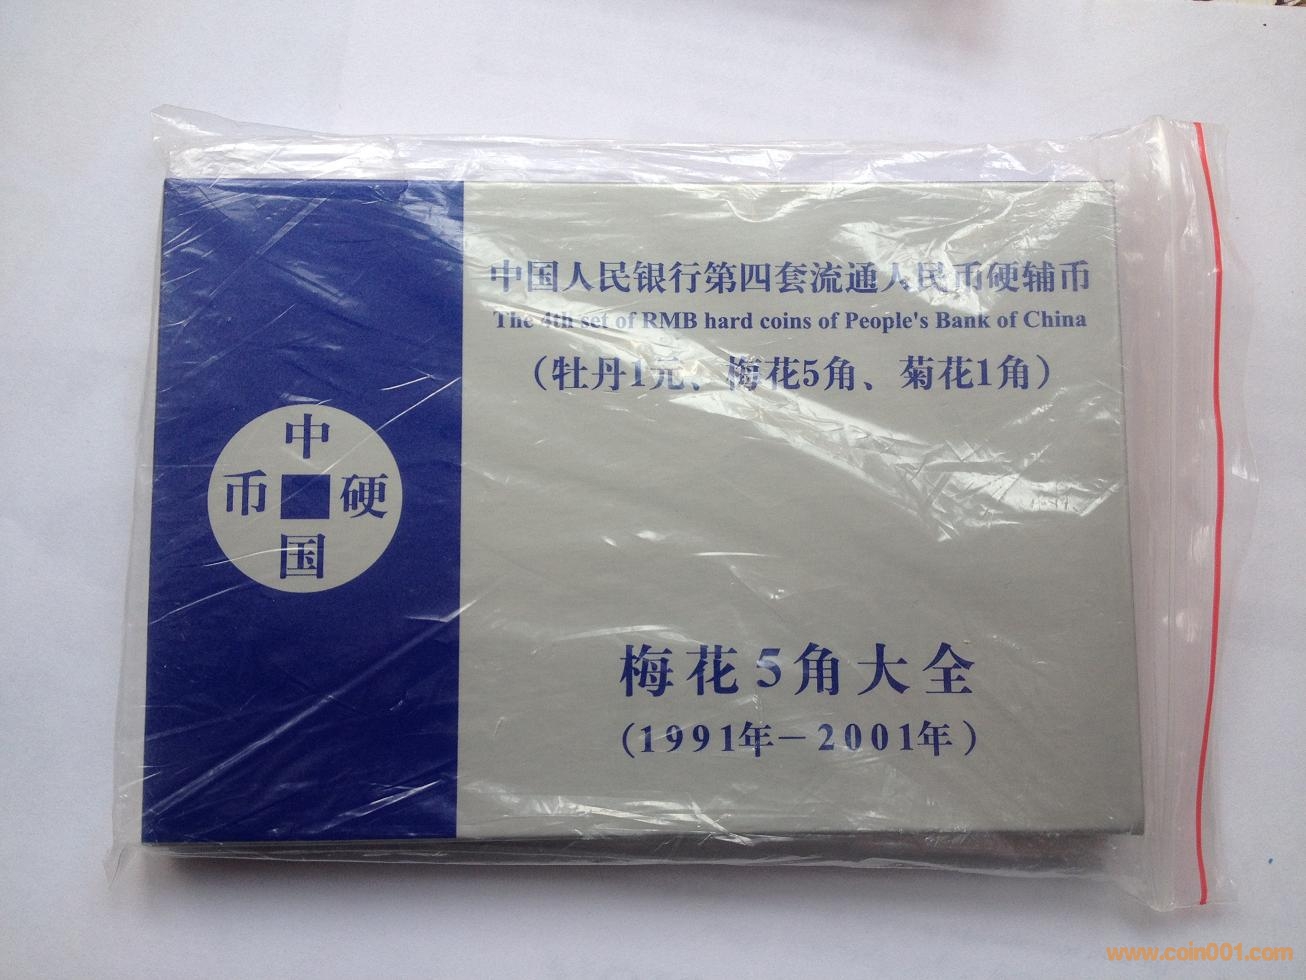 中国人民银行第四套流通人民币硬辅币
The 4th set of RMB hard coins of People's Bank of China
（牡丹1元、梅花5角、菊花1角）
中
币 硬
国
梅花5角大全
（1991年－2001年）
www.coin001.com